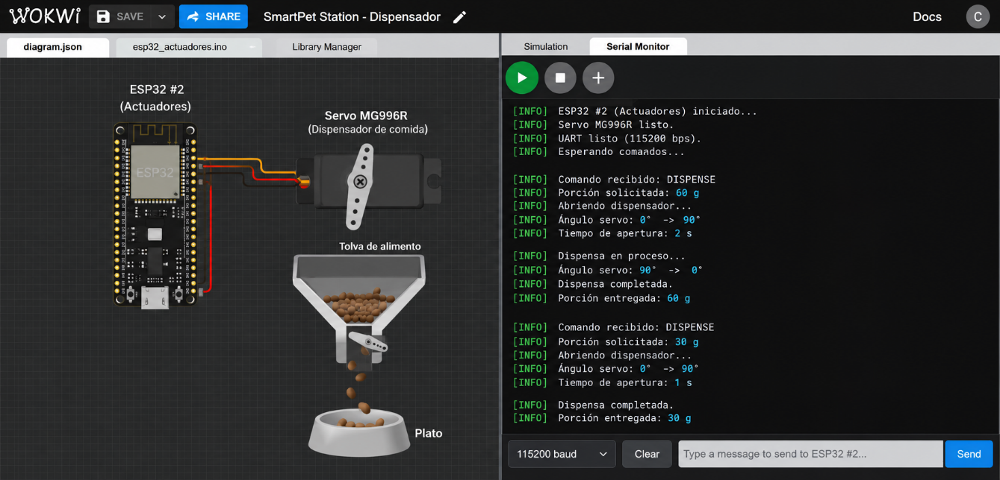 WOKWi
SAVE
SHARE
SmartPet Station - Dispensador
Docs
C
diagram.json
esp32_actuadores.ino
Library Manager
Simulation
Serial Monitor
ESP32 #2
(Actuadores)
ESP32
Servo MG996R
(Dispensador de comida)
Tolva de alimento
Plato
[INFO] ESP32 #2 (Actuadores) iniciado...
[INFO] Servo MG996R listo.
[INFO] UART listo (115200 bps).
[INFO] Esperando comandos...
[INFO] Comando recibido: DISPENSE
[INFO] Porción solicitada: 60 g
[INFO] Abriendo dispensador...
[INFO] Ángulo servo: 0° -> 90°
[INFO] Tiempo de apertura: 2 s
[INFO] Dispensa en proceso...
[INFO] Ángulo servo: 90° -> 0°
[INFO] Dispensa completada.
[INFO] Porción entregada: 60 g
[INFO] Comando recibido: DISPENSE
[INFO] Porción solicitada: 30 g
[INFO] Abriendo dispensador...
[INFO] Ángulo servo: 0° -> 90°
[INFO] Tiempo de apertura: 1 s
[INFO] Dispensa completada.
[INFO] Porción entregada: 30 g
115200 baud
Clear
Type a message to send to ESP32 #2...
Send